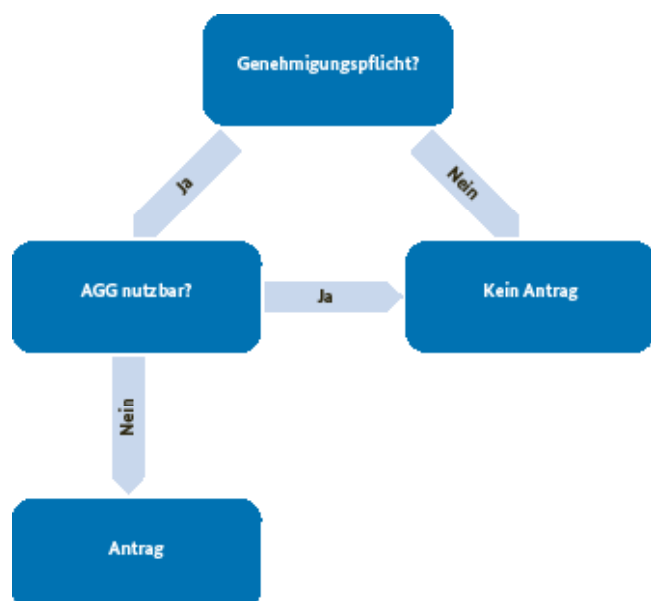 Genehmigungspflicht?
Ja
Nein
AGG nutzbar?
Ja
Kein Antrag
Nein
Antrag